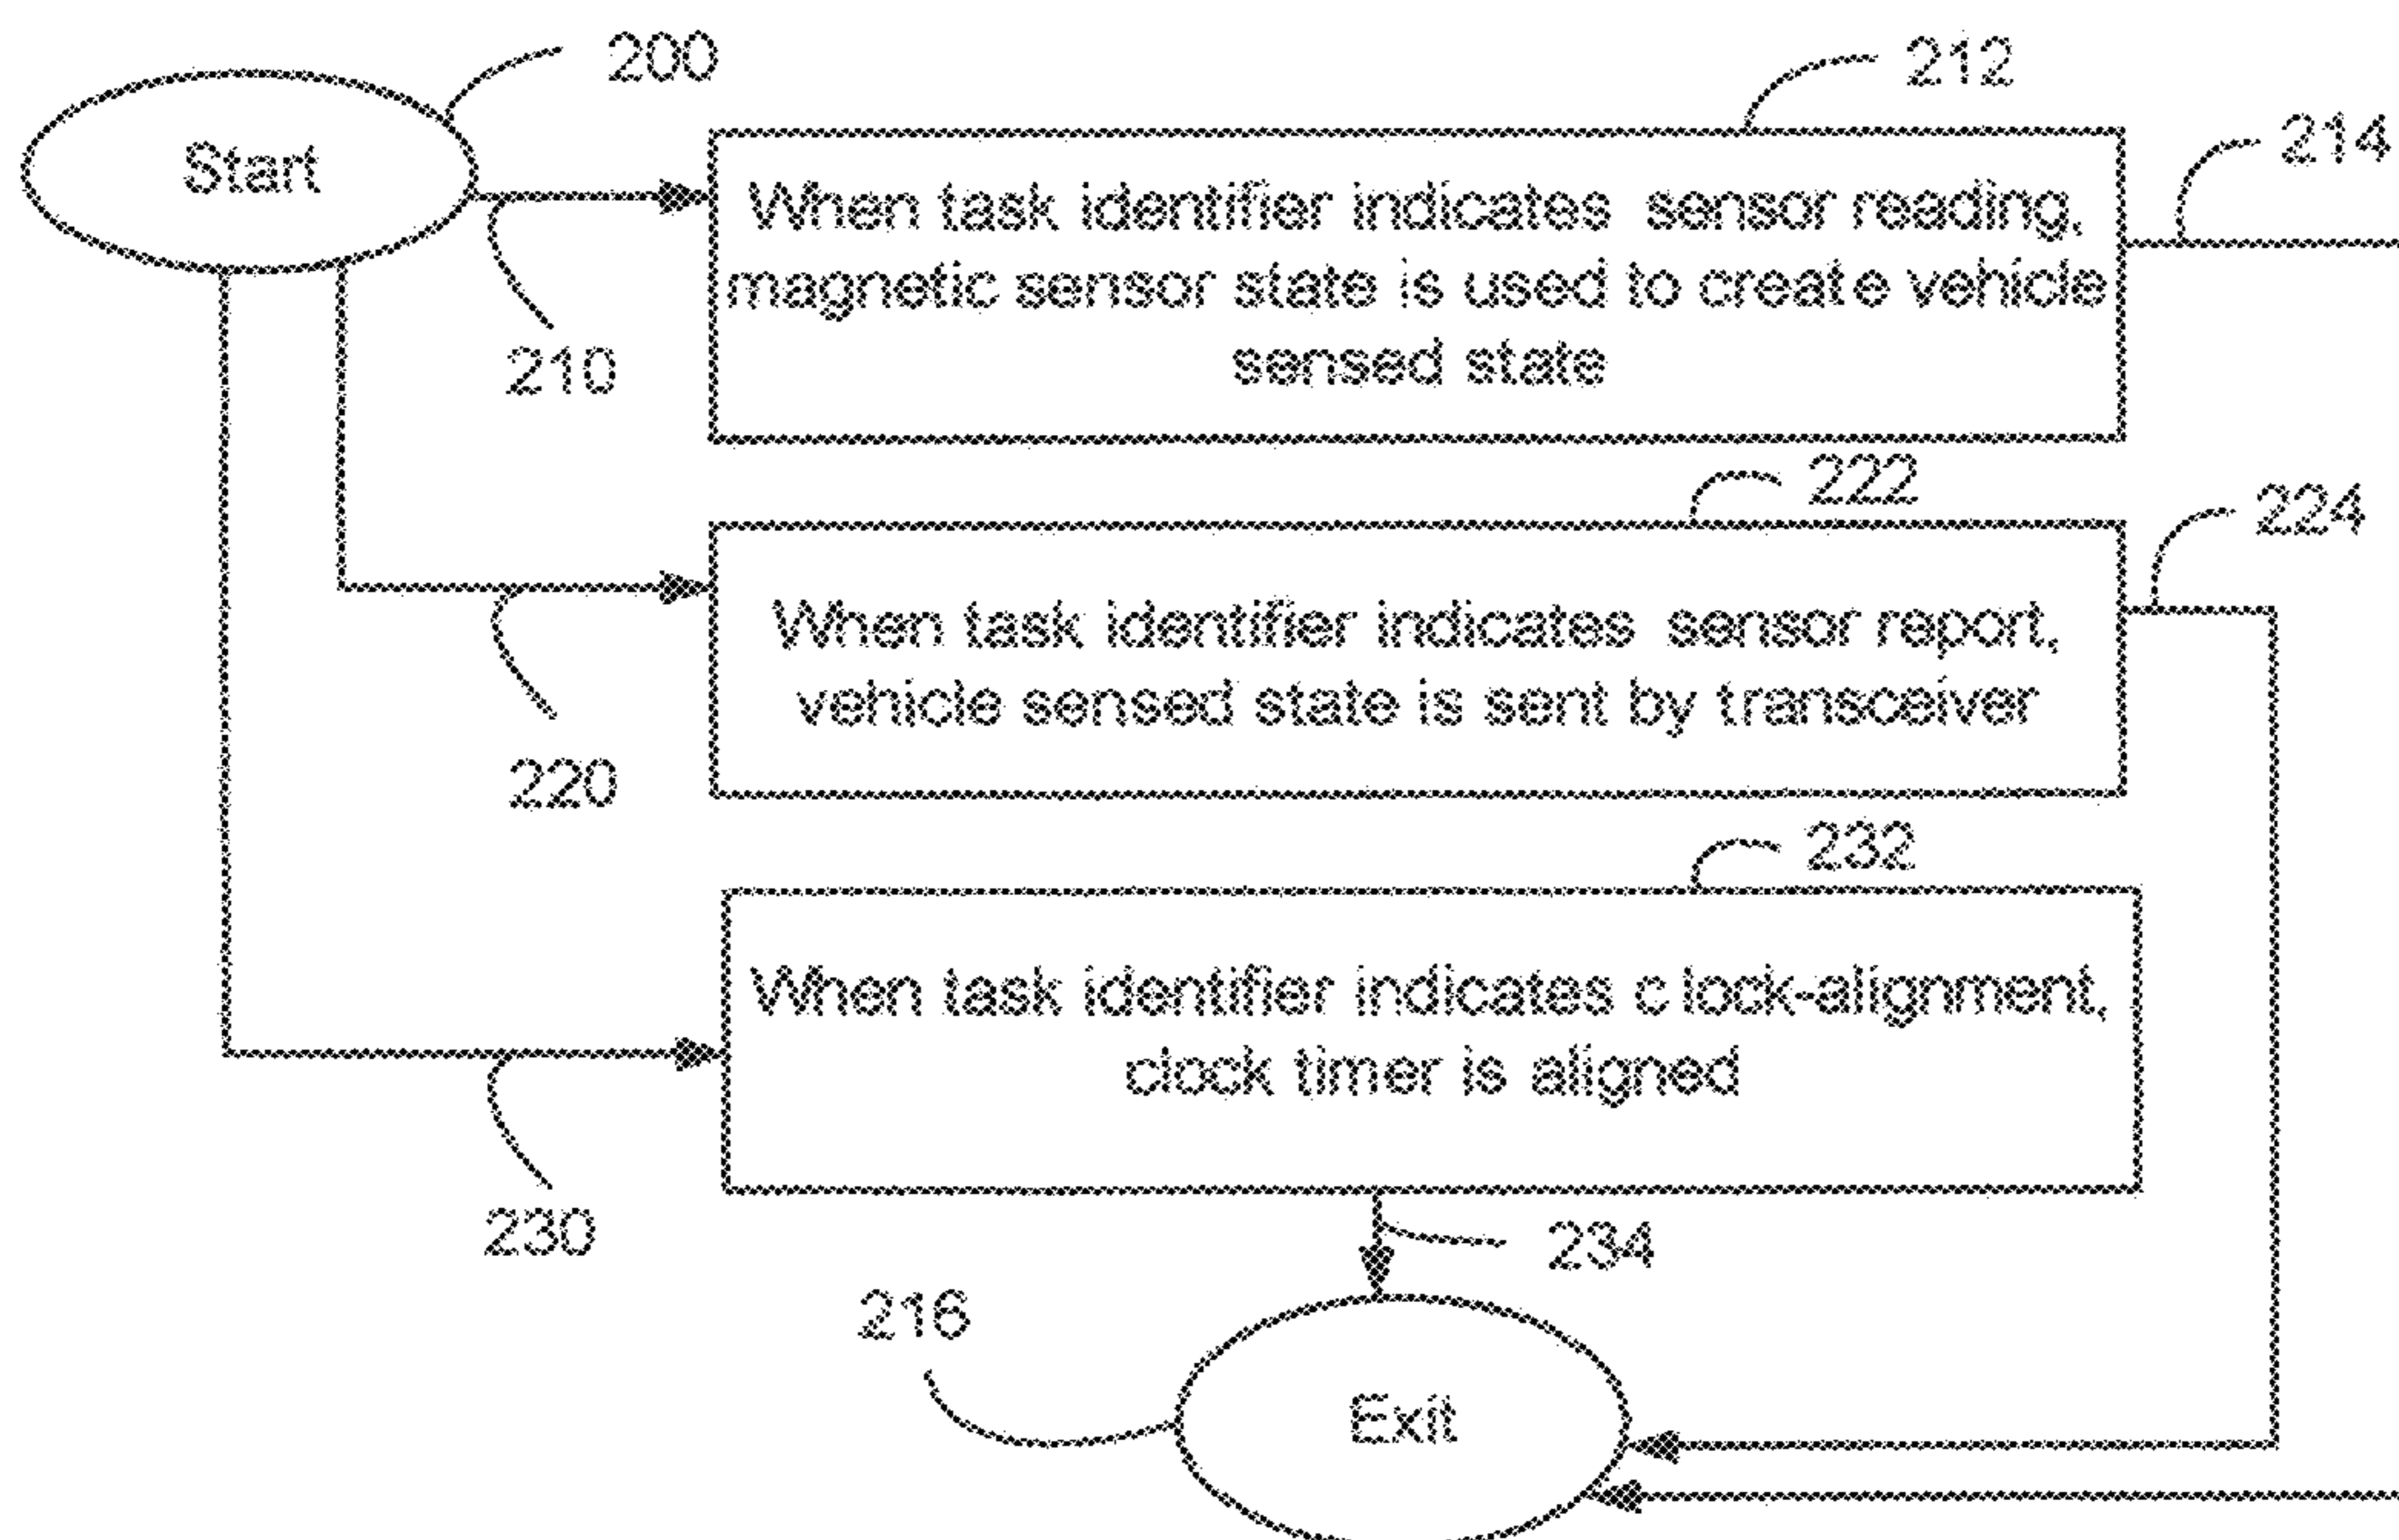 200
Start
212
214
When task identifier indicates sensor reading,
magnetic sensor state is used to create vehicle
sensed state
210
222
224
When task identifier indicates sensor report,
vehicle sensed state is sent by transceiver
220
232
When task identifier indicates c lock-alignment,
clock timer is aligned
230
234
216
Exit